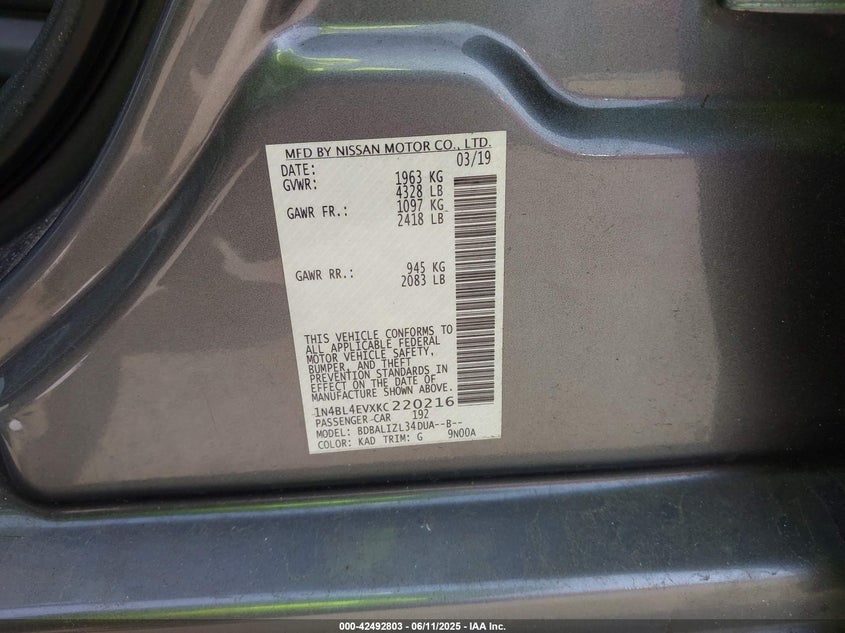 MFD BY NISSAN MOTOR CO., LTD.
DATE: 03/19
GVWR: 1963 KG
4328 LB
GAWR FR.: 1097 KG
2418 LB
GAWR RR.: 945 KG
2083 LB
THIS VEHICLE CONFORMS TO
ALL APPLICABLE FEDERAL
MOTOR VEHICLE SAFETY,
BUMPER, AND THEFT
PREVENTION STANDARDS IN
EFFECT ON THE DATE OF
MANUFACTURE SHOWN ABOVE.
1N4BL4EVXKC220216
PASSENGER CAR 192
MODEL: BDBALIZL34DUA--B--
COLOR: KAD TRIM: G 9N00A
000-42492803 - 06/11/2025 - IAA Inc.